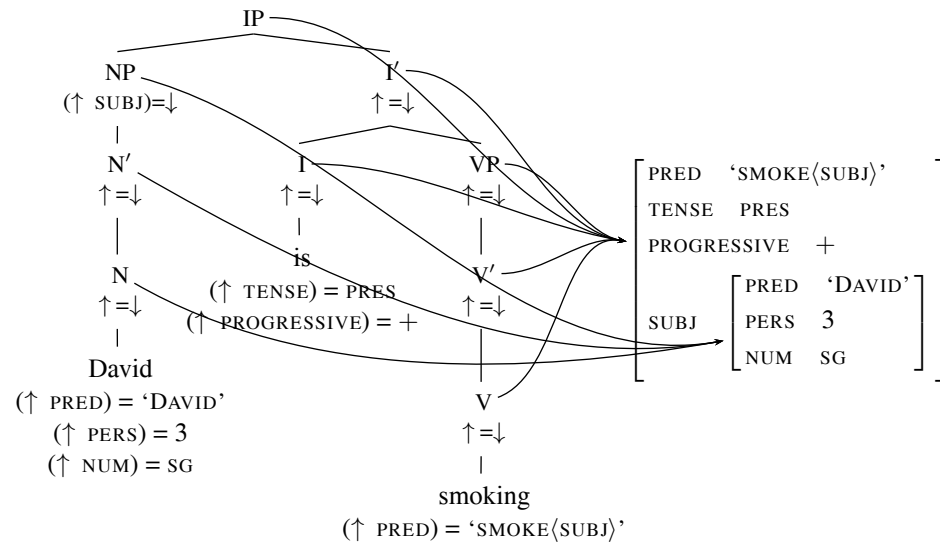 IP
NP I′
(↑ SUBJ)=↓ ↑=↓
N′ I VP
↑=↓ ↑=↓ ↑=↓
is
N V′
(↑ TENSE) = PRES
↑=↓ ↑=↓
(↑ PROGRESSIVE) = +
David
V
(↑ PRED) = ‘DAVID’
↑=↓
(↑ PERS) = 3
(↑ NUM) = SG
smoking
(↑ PRED) = ‘SMOKE⟨SUBJ⟩’
PRED ‘SMOKE⟨SUBJ⟩’
TENSE PRES
PROGRESSIVE +
SUBJ
PRED ‘DAVID’
PERS 3
NUM SG